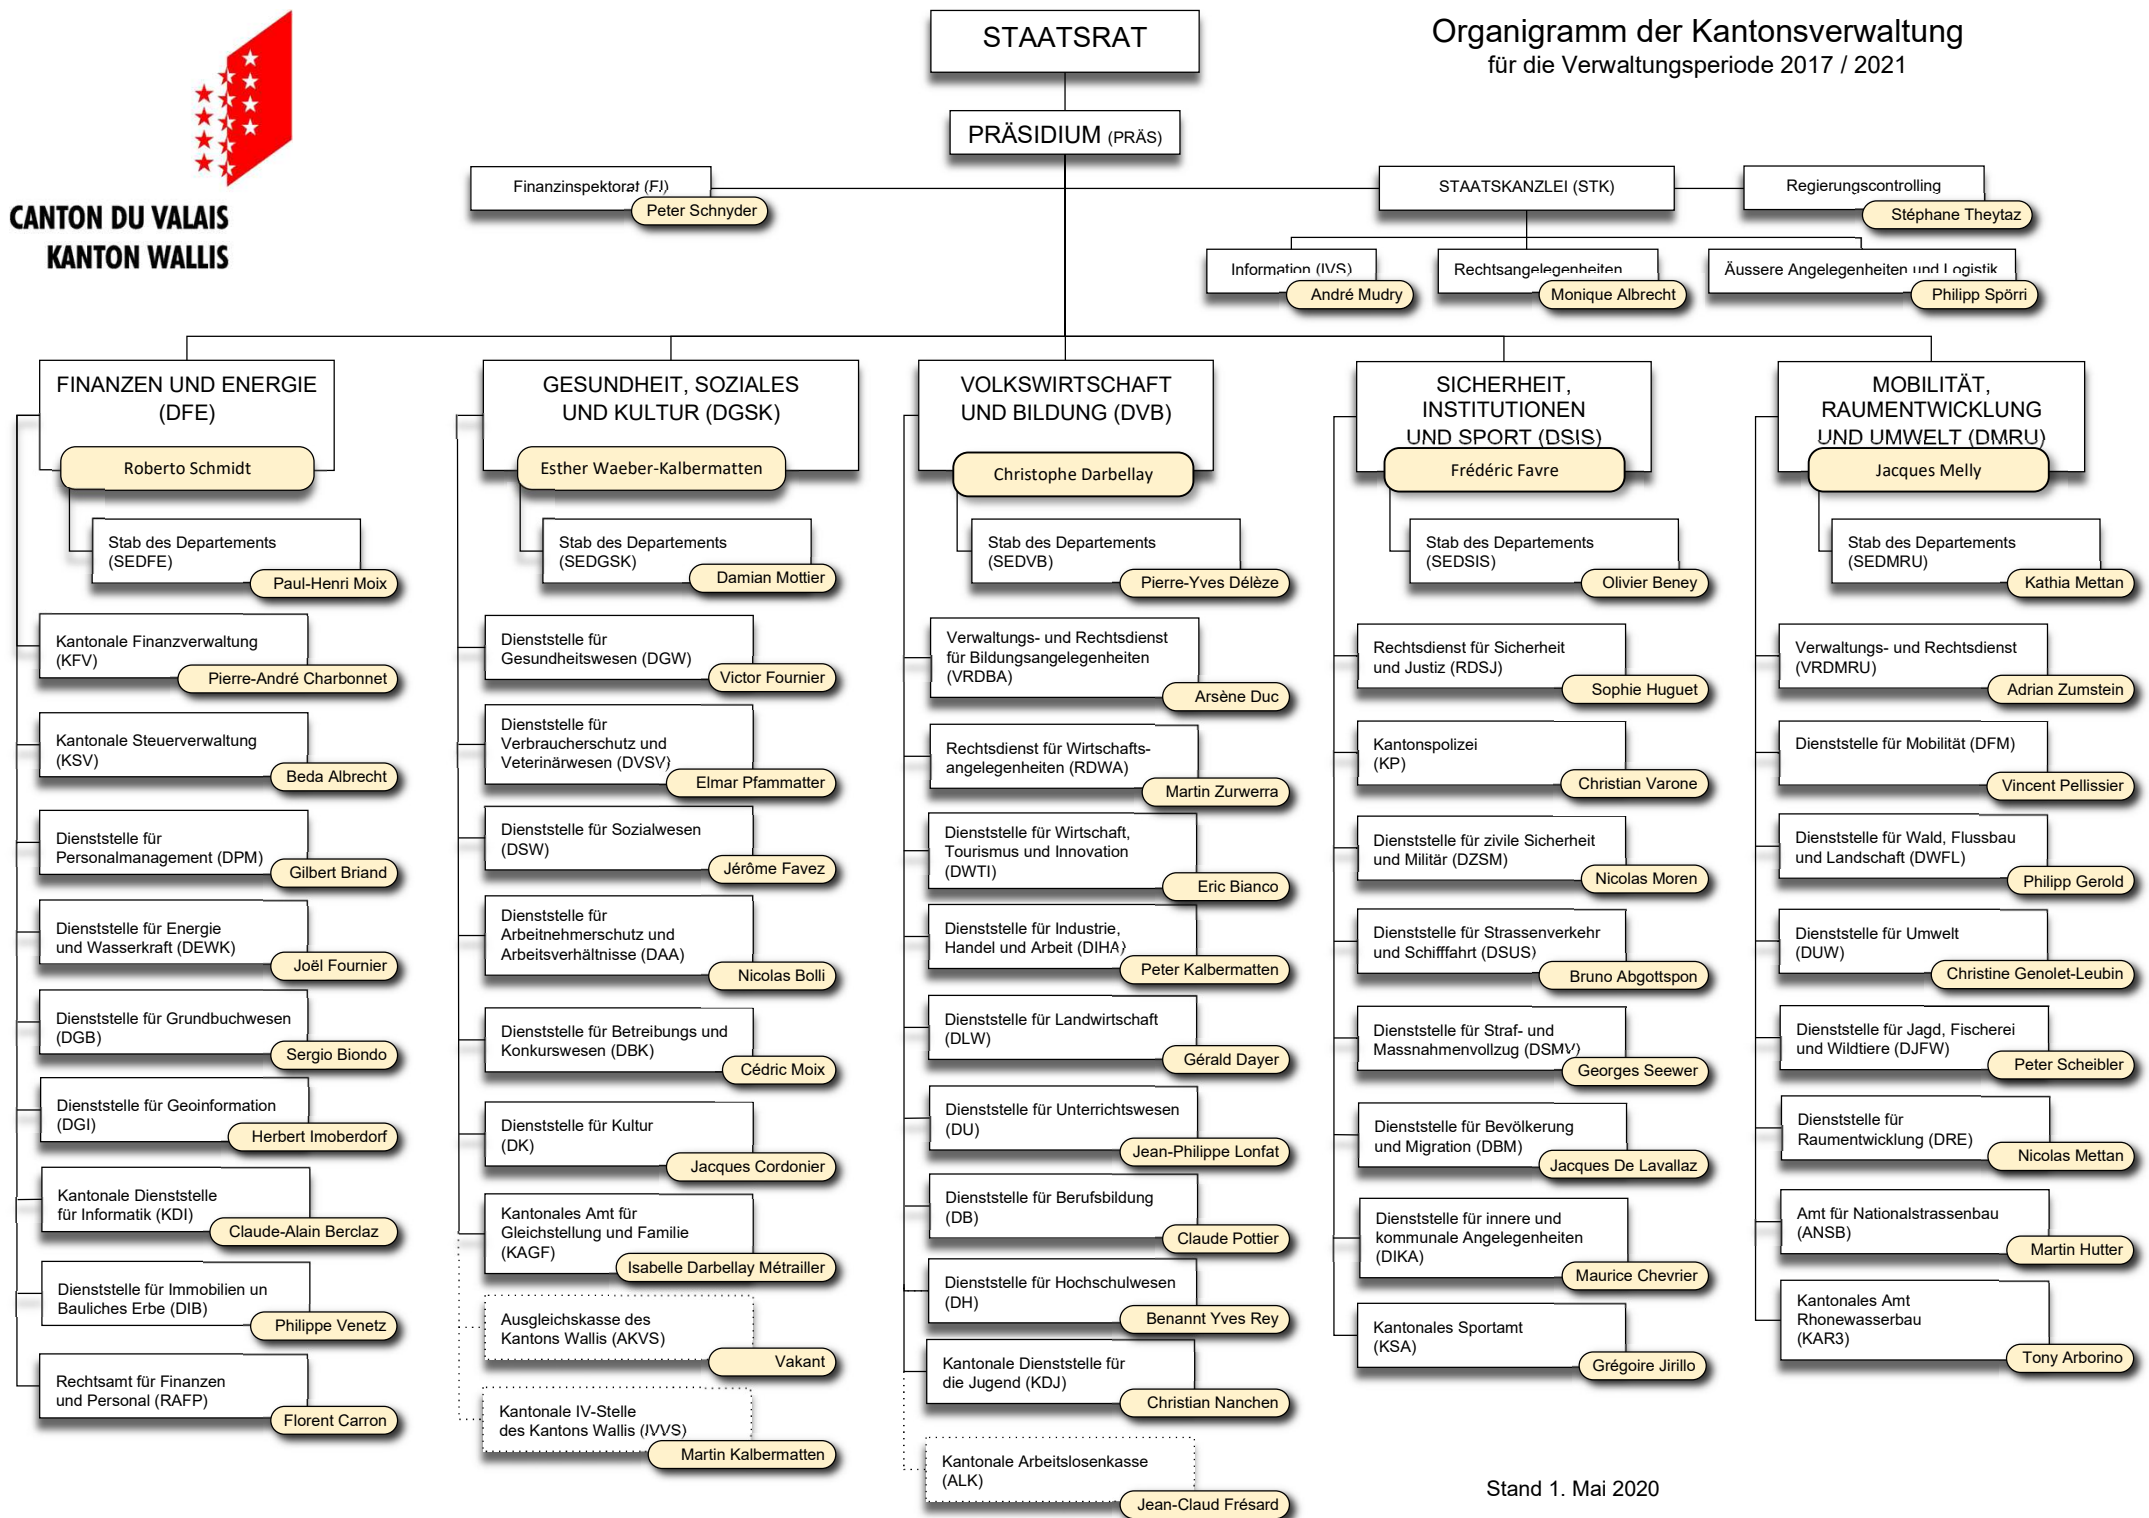 STAATSRAT
Organigramm der Kantonsverwaltung
für die Verwaltungsperiode 2017 / 2021
PRÄSIDIUM (PRÄS)
CANTON DU VALAIS
KANTON WALLIS
Finanzinspektorat (FI)
Peter Schnyder
STAATSKANZLEI (STK)
Regierungscontrolling
Stéphane Theytaz
Information (IVS)
André Mudry
Rechtsangelegenheiten
Monique Albrecht
Äussere Angelegenheiten und Logistik
Philipp Spörri
FINANZEN UND ENERGIE
(DFE)
Roberto Schmidt
Stab des Departements
(SEDFE)
Paul-Henri Moix
Kantonale Finanzverwaltung
(KFV)
Pierre-André Charbonnet
Kantonale Steuerverwaltung
(KSV)
Beda Albrecht
Dienststelle für
Personalmanagement (DPM)
Gilbert Briand
Dienststelle für Energie
und Wasserkraft (DEWK)
Joël Fournier
Dienststelle für Grundbuchwesen
(DGB)
Sergio Biondo
Dienststelle für Geoinformation
(DGI)
Herbert Imoberdorf
Kantonale Dienststelle
für Informatik (KDI)
Claude-Alain Berclaz
Dienststelle für Immobilien un
Bauliches Erbe (DIB)
Philippe Venetz
Rechtsamt für Finanzen
und Personal (RAFP)
Florent Carron
GESUNDHEIT, SOZIALES
UND KULTUR (DGSK)
Esther Waeber-Kalbermatten
Stab des Departements
(SEDGSK)
Damian Mottier
Dienststelle für
Gesundheitswesen (DGW)
Victor Fournier
Dienststelle für
Verbraucherschutz und
Veterinärwesen (DVSV)
Elmar Pfammatter
Dienststelle für Sozialwesen
(DSW)
Jérôme Favez
Dienststelle für
Arbeitnehmerschutz und
Arbeitsverhältnisse (DAA)
Nicolas Bolli
Dienststelle für Betreibungs und
Konkurswesen (DBK)
Cédric Moix
Dienststelle für Kultur
(DK)
Jacques Cordonier
Kantonales Amt für
Gleichstellung und Familie
(KAGF)
Isabelle Darbellay Métrailler
Ausgleichskasse des
Kantons Wallis (AKVS)
Vakant
Kantonale IV-Stelle
des Kantons Wallis (IVVS)
Martin Kalbermatten
VOLKSWIRTSCHAFT
UND BILDUNG (DVB)
Christophe Darbellay
Stab des Departements
(SEDVB)
Pierre-Yves Délèze
Verwaltungs- und Rechtsdienst
für Bildungsangelegenheiten
(VRDBA)
Arsène Duc
Rechtsdienst für Wirtschafts-
angelegenheiten (RDWA)
Martin Zurwerra
Dienststelle für Wirtschaft,
Tourismus und Innovation
(DWTI)
Eric Bianco
Dienststelle für Industrie,
Handel und Arbeit (DIHA)
Peter Kalbermatten
Dienststelle für Landwirtschaft
(DLW)
Gérald Dayer
Dienststelle für Unterrichtswesen
(DU)
Jean-Philippe Lonfat
Dienststelle für Berufsbildung
(DB)
Claude Pottier
Dienststelle für Hochschulwesen
(DH)
Benannt Yves Rey
Kantonale Dienststelle für
die Jugend (KDJ)
Christian Nanchen
Kantonale Arbeitslosenkasse
(ALK)
Jean-Claud Frésard
SICHERHEIT,
INSTITUTIONEN
UND SPORT (DSIS)
Frédéric Favre
Stab des Departements
(SEDSIS)
Olivier Beney
Rechtsdienst für Sicherheit
und Justiz (RDSJ)
Sophie Huguet
Kantonspolizei
(KP)
Christian Varone
Dienststelle für zivile Sicherheit
und Militär (DZSM)
Nicolas Moren
Dienststelle für Strassenverkehr
und Schifffahrt (DSUS)
Bruno Abgottspon
Dienststelle für Straf- und
Massnahmenvollzug (DSMV)
Georges Seewer
Dienststelle für Bevölkerung
und Migration (DBM)
Jacques De Lavallaz
Dienststelle für innere und
kommunale Angelegenheiten
(DIKA)
Maurice Chevrier
Kantonales Sportamt
(KSA)
Grégoire Jirillo
MOBILITÄT,
RAUMENTWICKLUNG
UND UMWELT (DMRU)
Jacques Melly
Stab des Departements
(SEDMRU)
Kathia Mettan
Verwaltungs- und Rechtsdienst
(VRDMRU)
Adrian Zumstein
Dienststelle für Mobilität (DFM)
Vincent Pellissier
Dienststelle für Wald, Flussbau
und Landschaft (DWFL)
Philipp Gerold
Dienststelle für Umwelt
(DUW)
Christine Genolet-Leubin
Dienststelle für Jagd, Fischerei
und Wildtiere (DJFW)
Peter Scheibler
Dienststelle für
Raumentwicklung (DRE)
Nicolas Mettan
Amt für Nationalstrassenbau
(ANSB)
Martin Hutter
Kantonales Amt
Rhonewasserbau
(KAR3)
Tony Arborino
Stand 1. Mai 2020